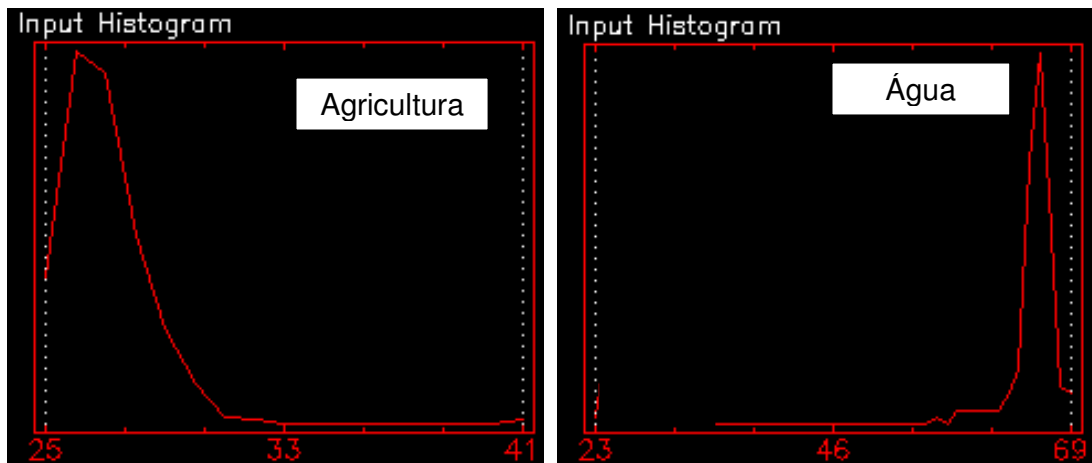 Input Histogram
Agricultura
25 33 41
Input Histogram
Água
23 46 69